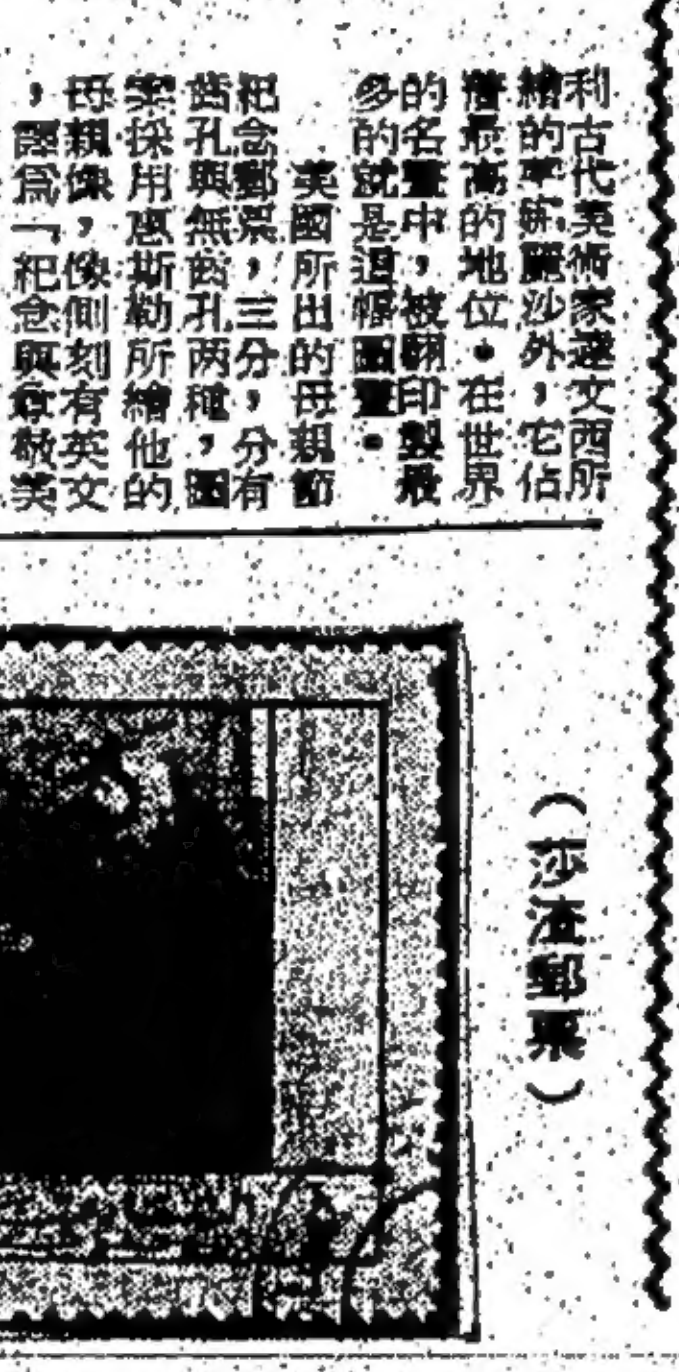 利古代美術家達文西所
繪的蒙娜麗沙外,它佔
着最高的地位。在世界
的名畫中,被翻印製最
多的就是這幅圖畫。
美國所出的母親節
紀念郵票,三分,分有
齒孔與無齒孔两種,圖
案採用惠斯勒所繪他的
母親像,像側刻有英文
,譯爲「紀念與敬美
(莎渣郵票)